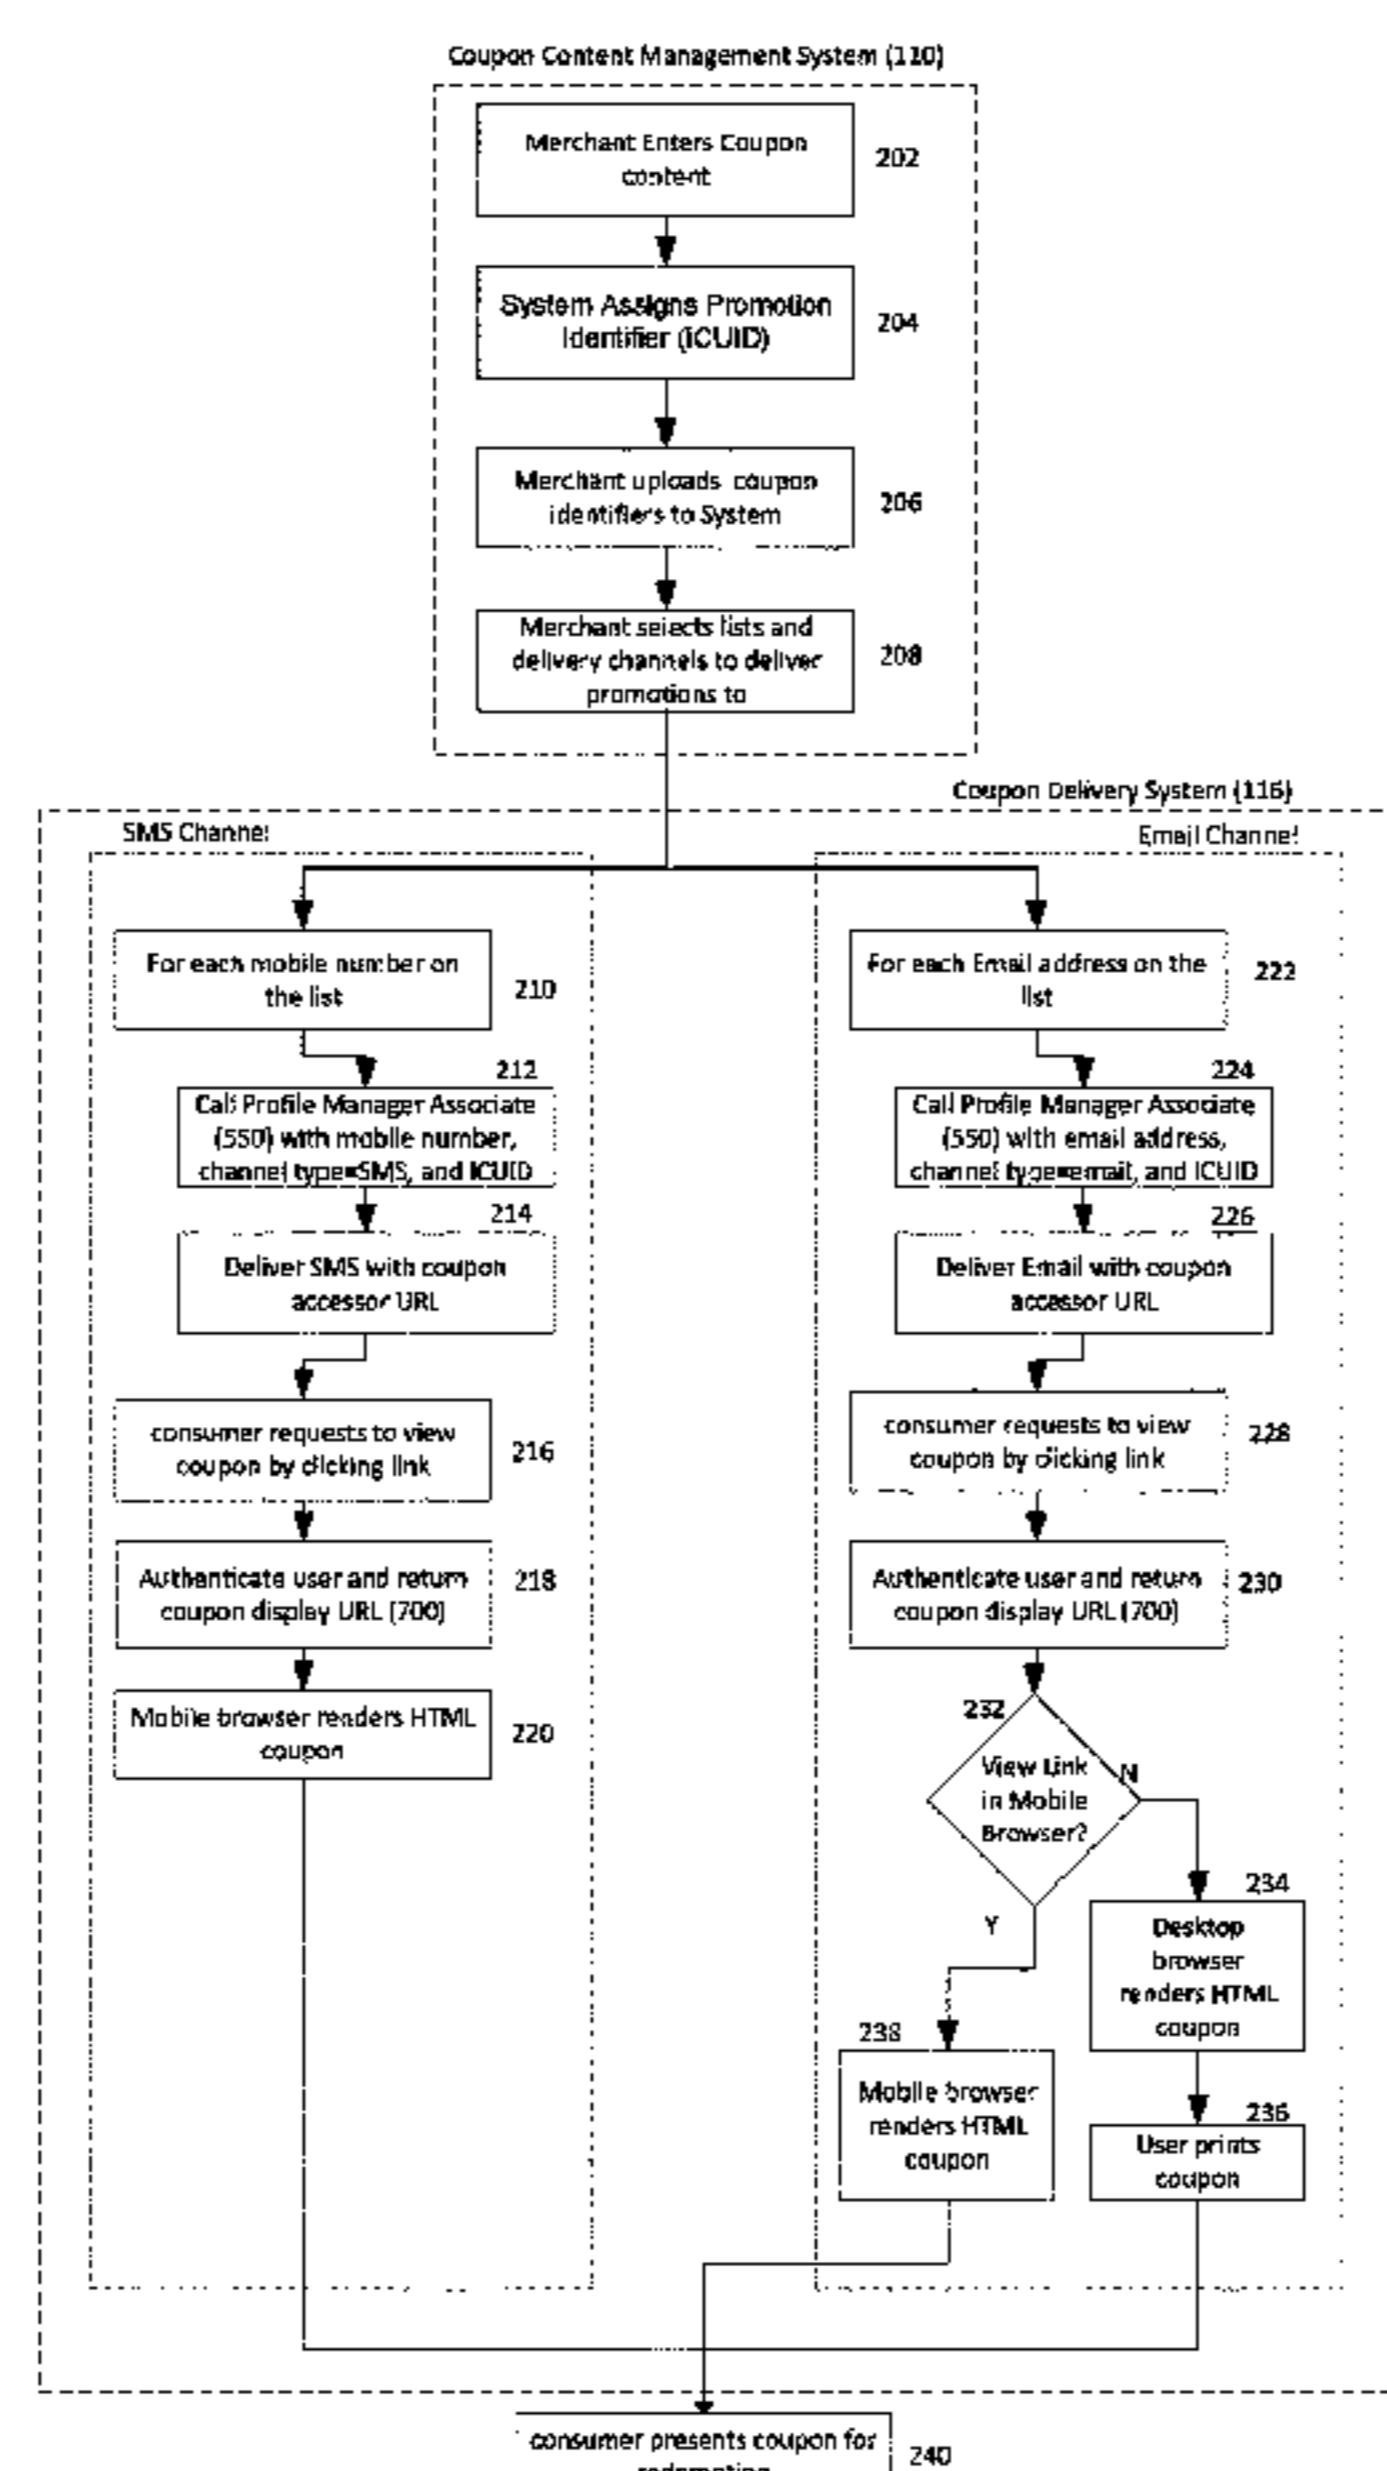 Coupon Content Management System (110)
Merchant Enters Coupon
content
202
System Assigns Promotion
Identifier (ICUID)
204
Merchant uploads coupon
identifiers to System
206
Merchant selects lists and
delivery channels to deliver
promotions to
208
Coupon Delivery System (116)
SMS Channel
Email Channel
For each mobile number on
the list
210
For each Email address on the
list
222
212
Call Profile Manager Associate
(550) with mobile number,
channel type=SMS, and ICUID
224
Call Profile Manager Associate
(550) with email address,
channel type=email, and ICUID
214
Deliver SMS with coupon
accessor URL
226
Deliver Email with coupon
accessor URL
consumer requests to view
coupon by clicking link
216
consumer requests to view
coupon by clicking link
228
Authenticate user and return
coupon display URL (700)
218
Authenticate user and return
coupon display URL (700)
230
Mobile browser renders HTML
coupon
220
232
View Link
in Mobile
Browser?
N
Y
234
Desktop
browser
renders HTML
coupon
238
Mobile browser
renders HTML
coupon
236
User prints
coupon
consumer presents coupon for
240